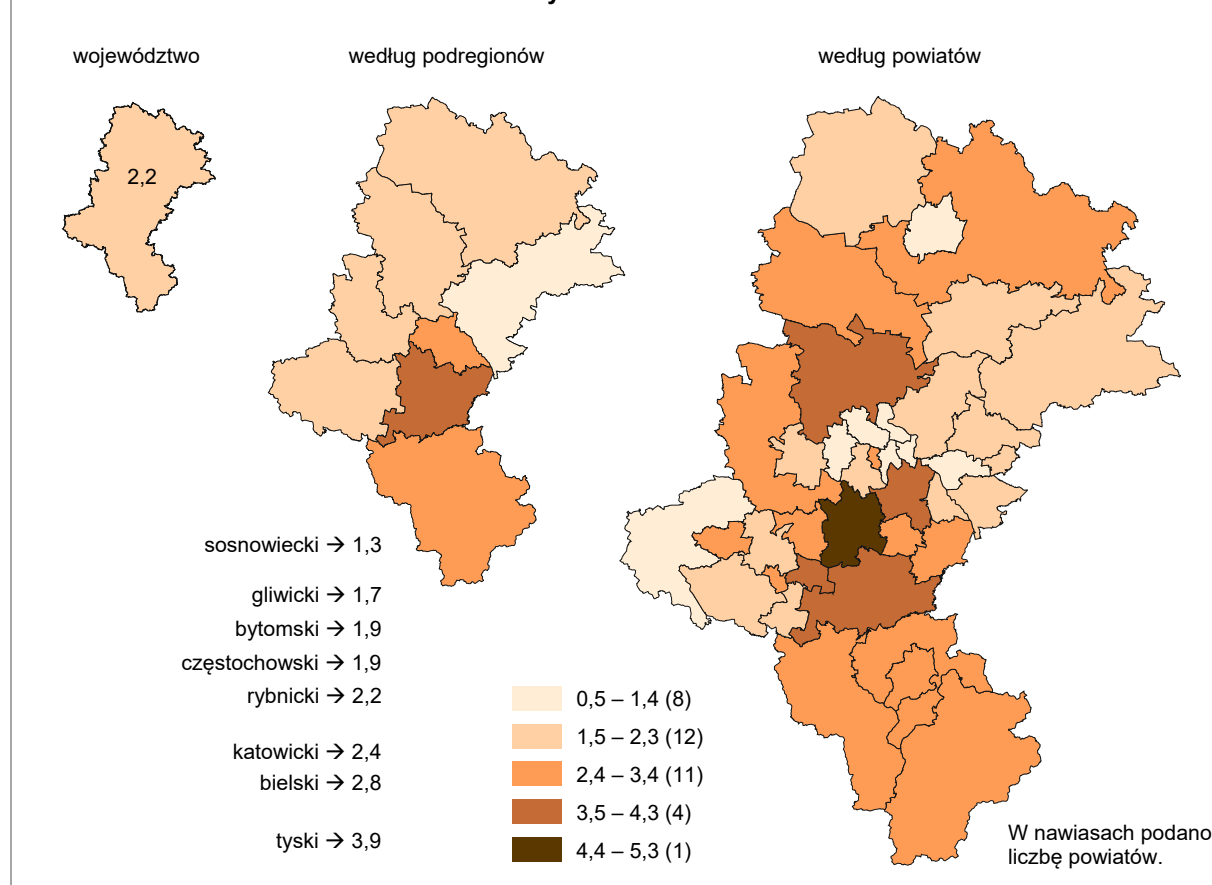 województwo
według podregionów
według powiatów
2,2
sosnowiecki → 1,3
gliwicki → 1,7
bytomski → 1,9
częstochowski → 1,9
rybnicki → 2,2
katowicki → 2,4
bielski → 2,8
tyski → 3,9
0,5 – 1,4 (8)
1,5 – 2,3 (12)
2,4 – 3,4 (11)
3,5 – 4,3 (4)
4,4 – 5,3 (1)
W nawiasach podano
liczbę powiatów.